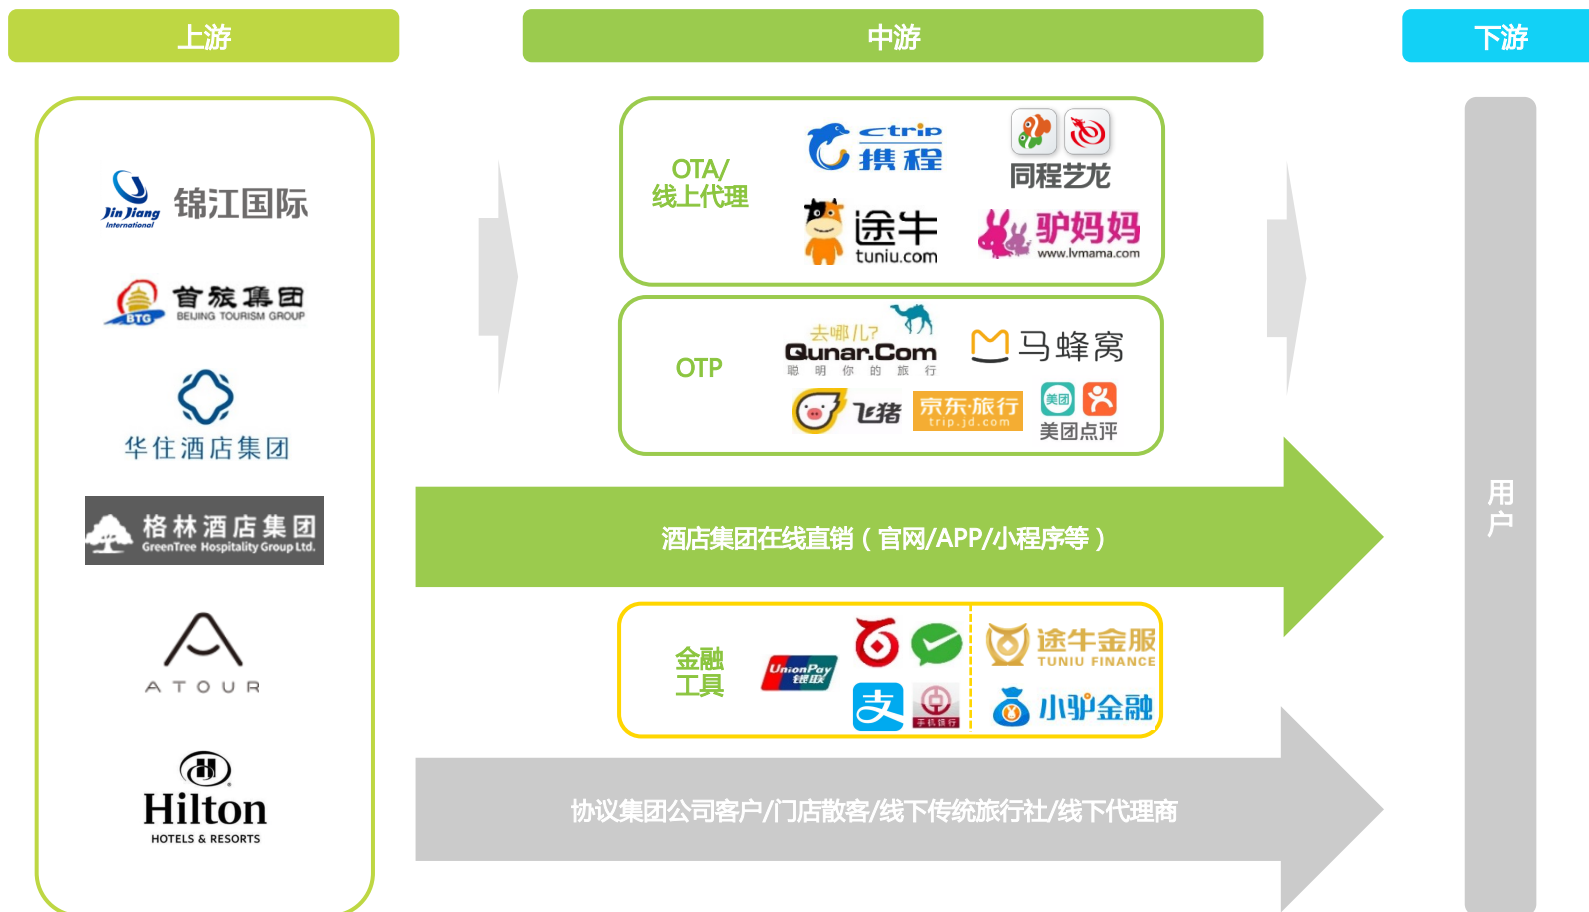 上游
中游
下游
Jin Jiang
International
锦江国际
BTG
首旅集团
BEIJING TOURISM GROUP
华住酒店集团
格林酒店集团
GreenTree Hospitality Group Ltd.
ATOUR
H
Hilton
HOTELS & RESORTS
OTA/
线上代理
ctrip
携程
同程艺龙
途牛
tuniu.com
驴妈妈
www.lvmama.com
OTP
去哪儿?
Qunar.Com
聪明你的旅行
马蜂窝
飞猪
京东·旅行
trip.jd.com
美团
美团点评
酒店集团在线直销（官网/APP/小程序等）
金融
工具
UnionPay
银联
支
手机银行
途牛金服
TUNIU FINANCE
小驴金融
协议集团公司客户/门店散客/线下传统旅行社/线下代理商
用
户